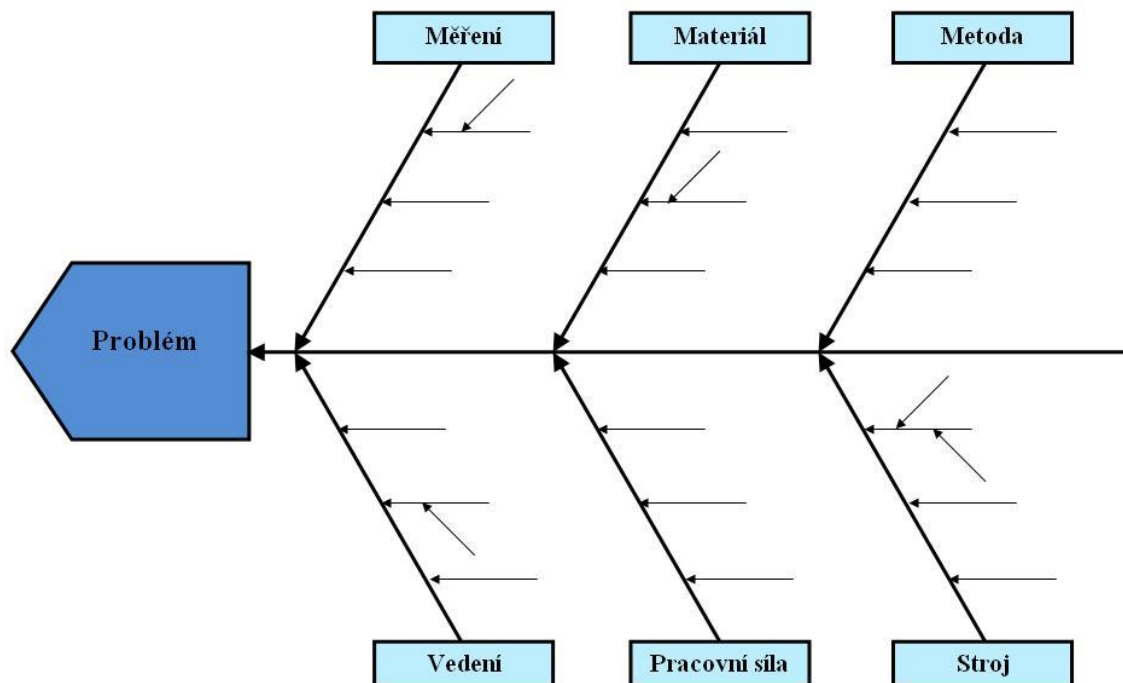 Měření
Materiál
Metoda
Problém
Vedení
Pracovní síla
Stroj